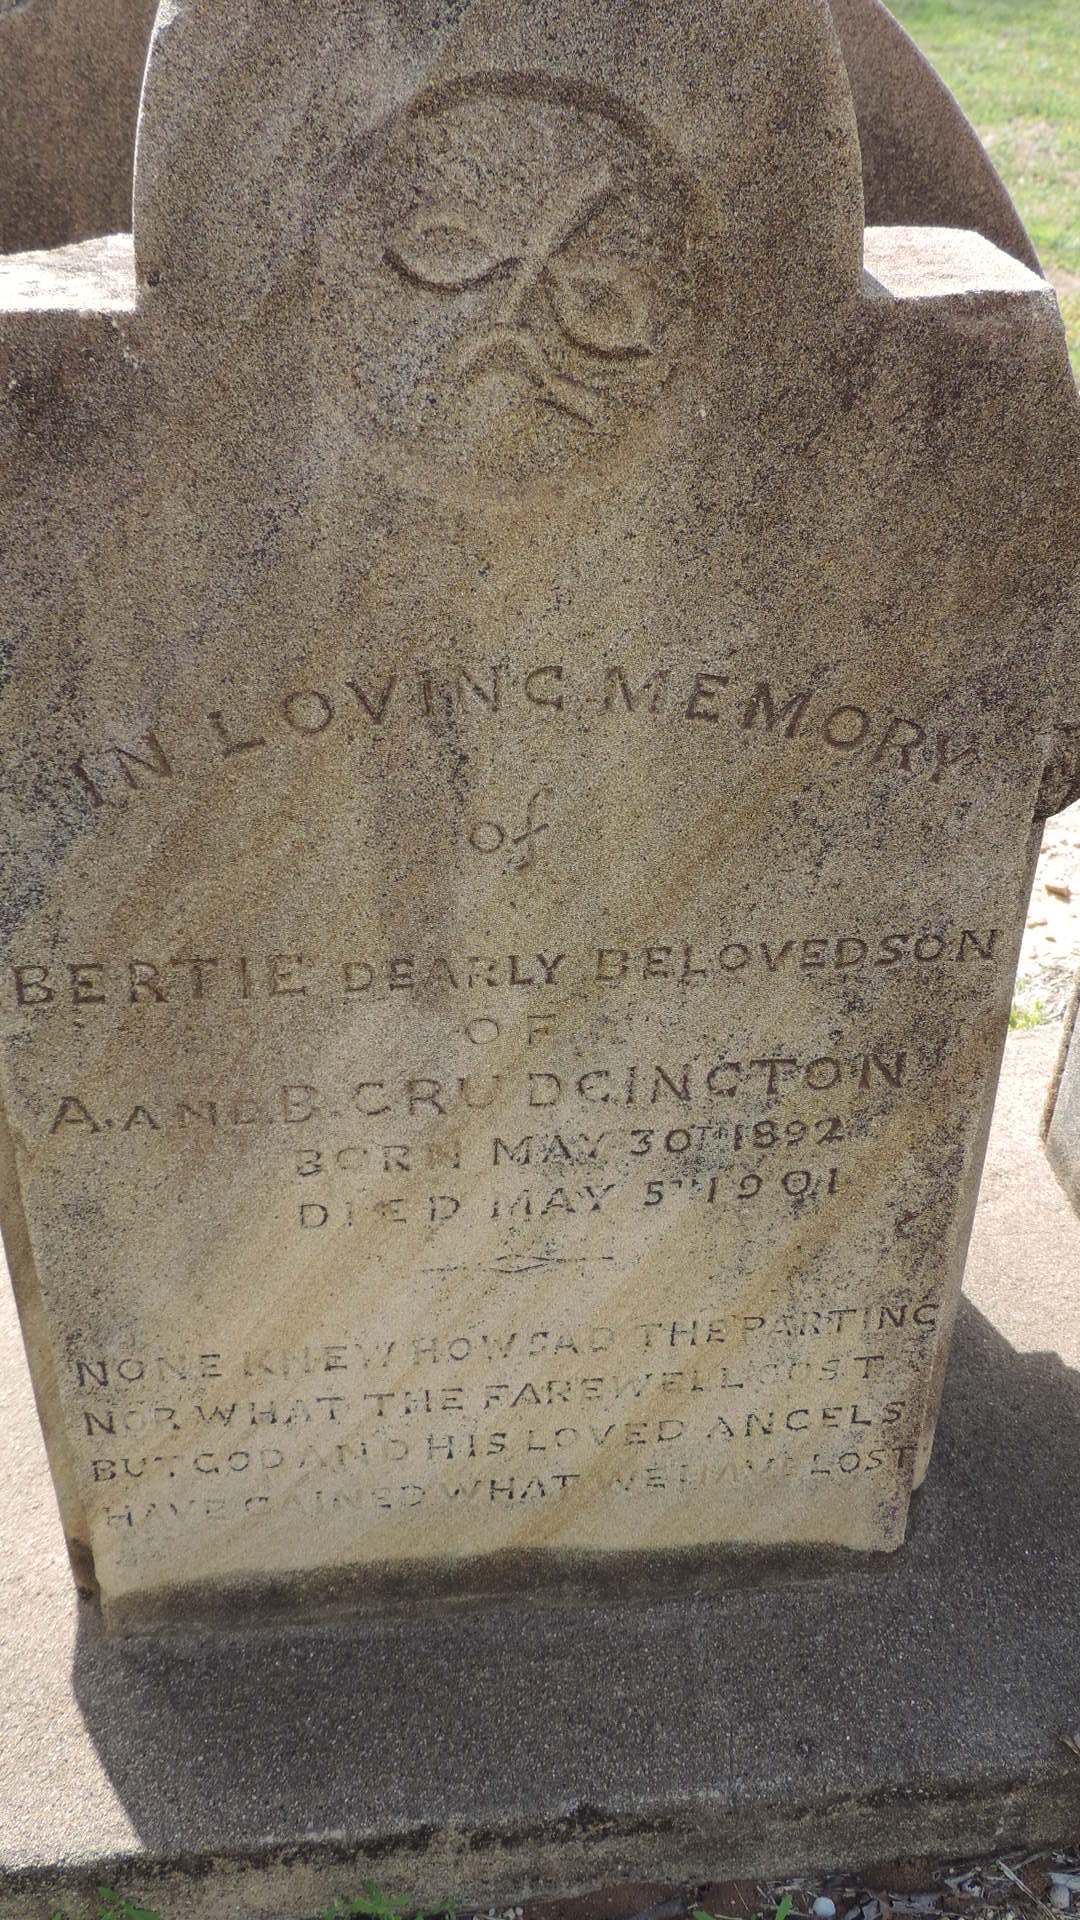 IN LOVING MEMORY
of
BERTIE DEARLY BELOVED SON
OF
A. AND B. CRUDGINGTON
BORN MAY 30TH 1892
DIED MAY 5TH 1901
NONE KNEW HOW SAD THE PARTING
NOR WHAT THE FAREWELL COST
BUT GOD AND HIS LOVED ANGELS
HAVE GAINED WHAT WE HAVE LOST